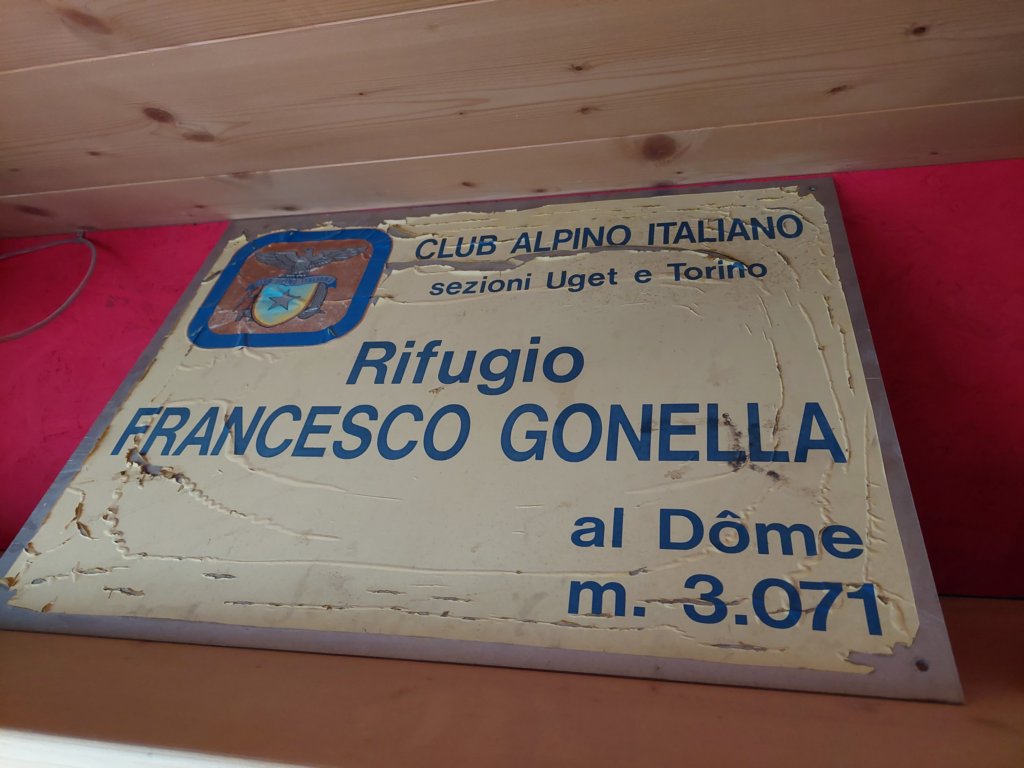 CLUB ALPINO ITALIANO
sezioni Uget e Torino
Rifugio
FRANCESCO GONELLA
al Dôme
m. 3.071